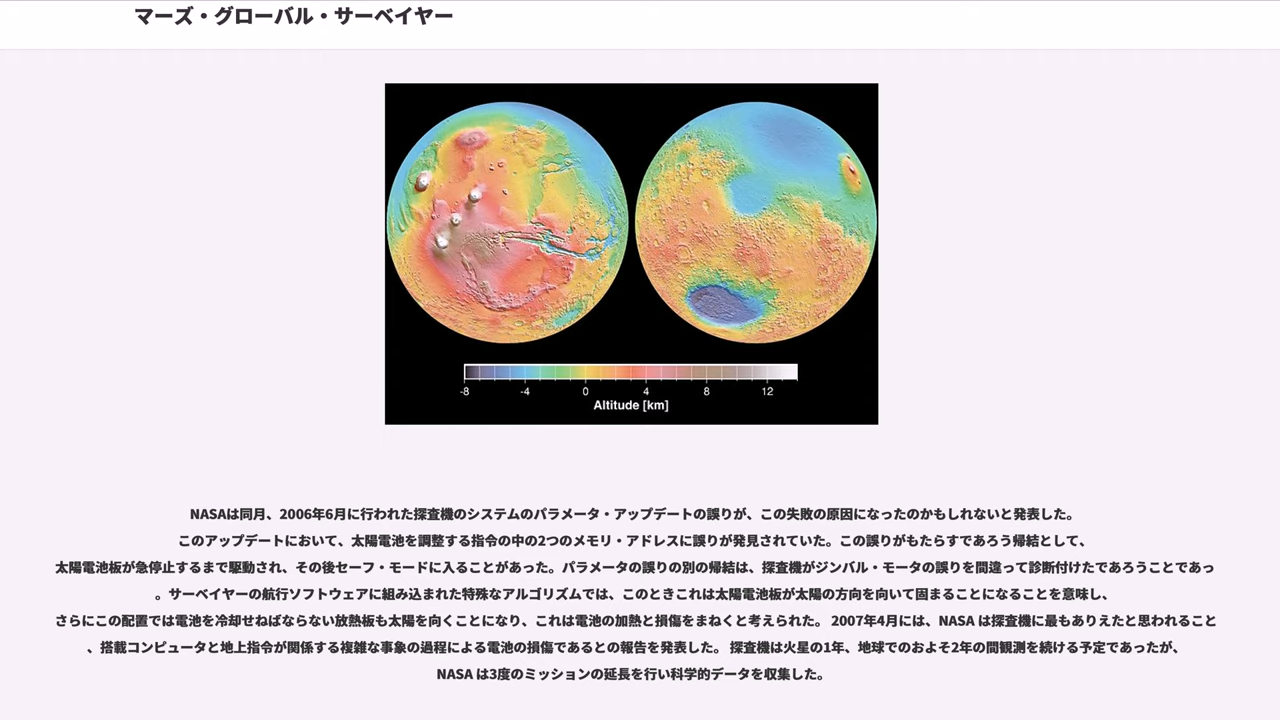 マーズ・グローバル・サーベイヤー
-8 -4 0 4 8 12
Altitude [km]
NASAは同月、2006年6月に行われた探査機のシステムのパラメータ・アップデートの誤りが、この失敗の原因になったのかもしれないと発表した。
このアップデートにおいて、太陽電池を調整する指令の中の2つのメモリ・アドレスに誤りが発見されていた。この誤りがもたらすであろう帰結として、
太陽電池板が急停止するまで駆動され、その後セーフ・モードに入ることがあった。パラメータの誤りの別の帰結は、探査機がジンバル・モータの誤りを間違って診断付けたであろうことであっ
。サーベイヤーの航行ソフトウェアに組み込まれた特殊なアルゴリズムでは、このときこれは太陽電池板が太陽の方向を向いて固まることになることを意味し、
さらにこの配置では電池を冷却せねばならない放熱板も太陽を向くことになり、これは電池の加熱と損傷をまねくと考えられた。 2007年4月には、NASA は探査機に最もありえたと思われること
、搭載コンピュータと地上指令が関係する複雑な事象の過程による電池の損傷であるとの報告を発表した。 探査機は火星の1年、地球でのおよそ2年の間観測を続ける予定であったが、
NASA は3度のミッションの延長を行い科学的データを収集した。